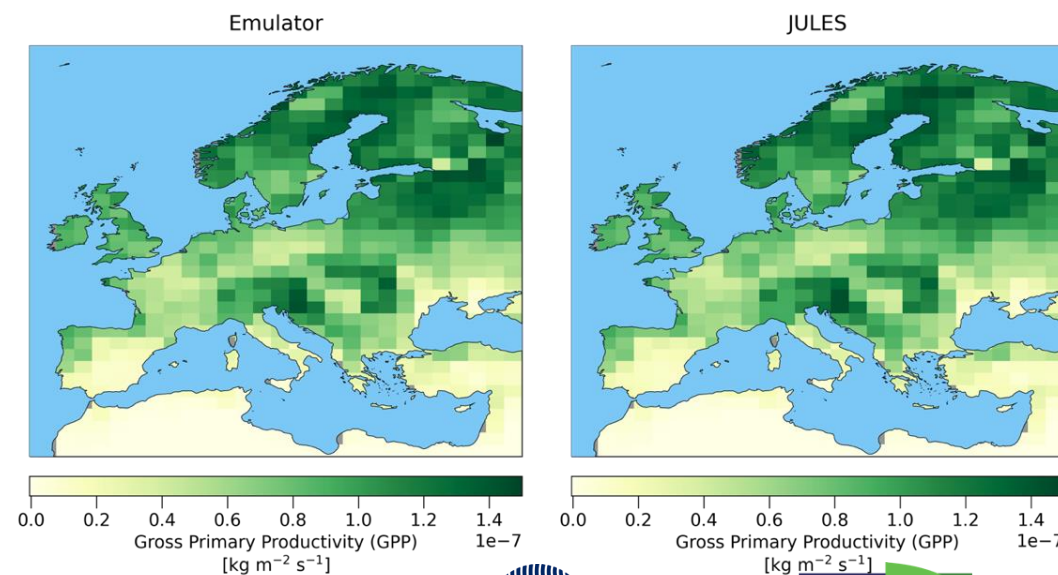 Emulator
JULES
0.0 0.2 0.4 0.6 0.8 1.0 1.2 1.4
Gross Primary Productivity (GPP) 1e−7
[kg m⁻² s⁻¹]
0.0 0.2 0.4 0.6 0.8 1.0 1.2 1.4
Gross Primary Productivity (GPP) 1e−7
[kg m⁻² s⁻¹]